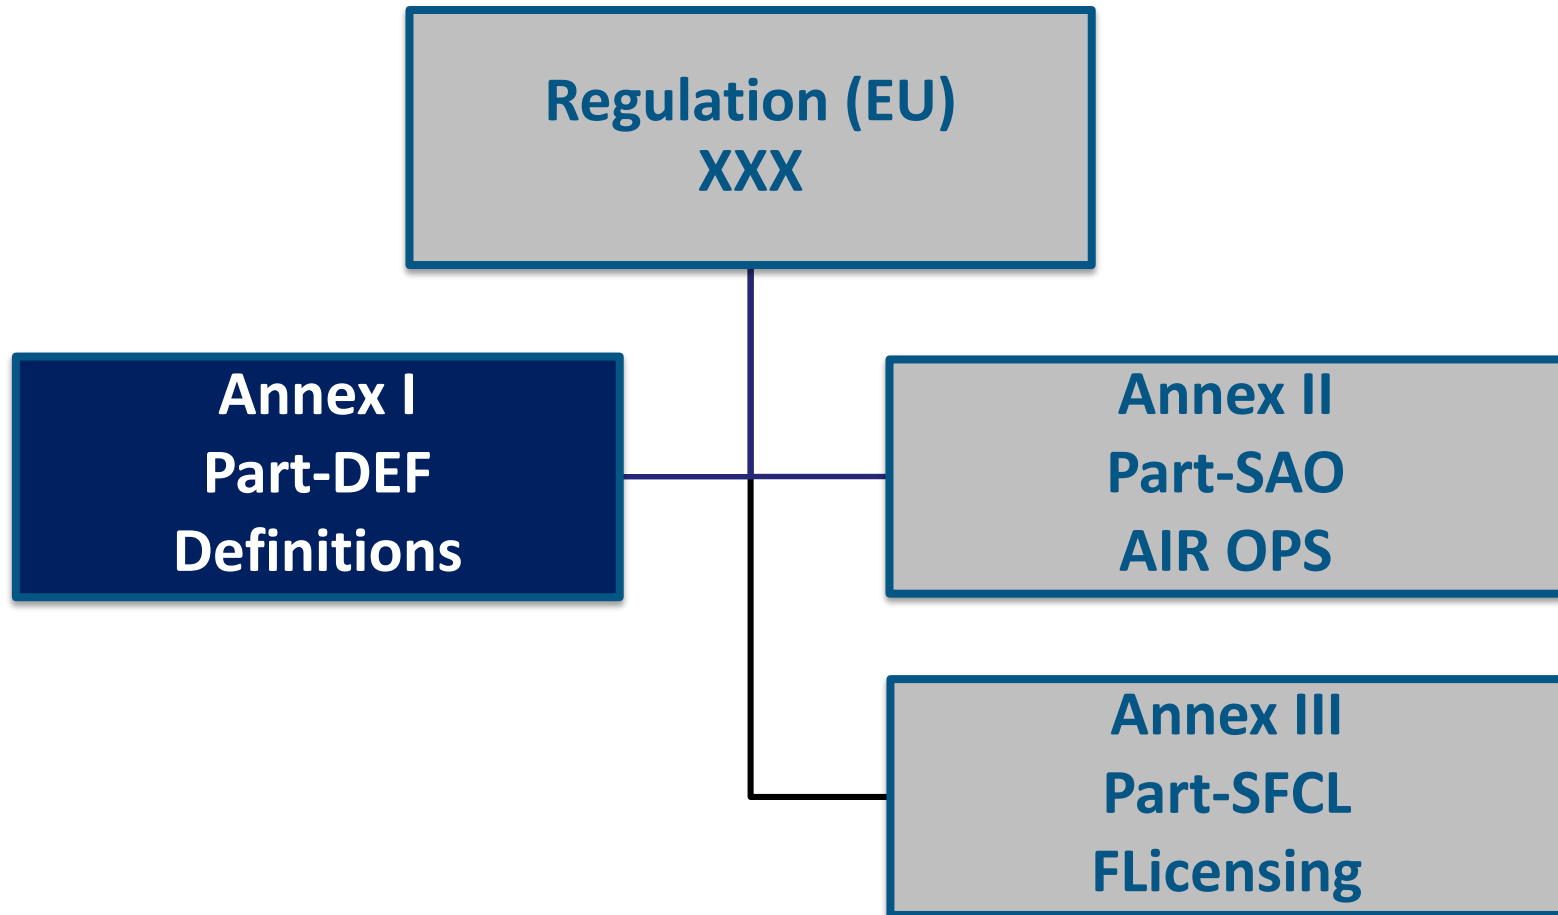 Regulation (EU)
XXX
Annex I
Part-DEF
Definitions
Annex II
Part-SAO
AIR OPS
Annex III
Part-SFCL
FLicensing